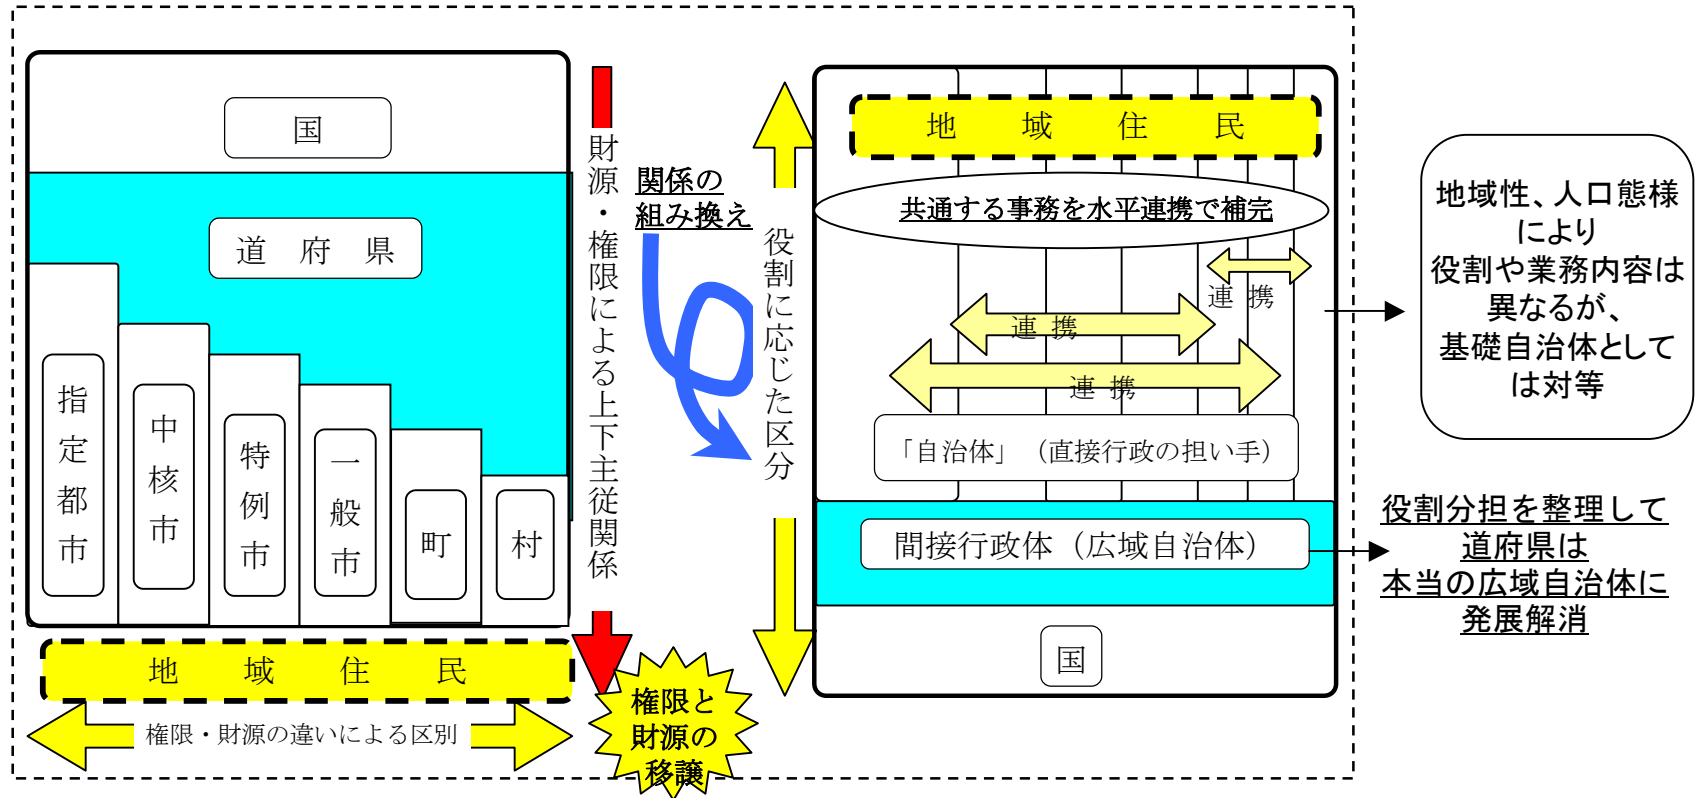 国
道 府 県
指定都市
中核市
特例市
一般市
町
村
地 域 住 民
権限・財源の違いによる区別
財源・権限による上下主従関係
関係の
組み換え
権限と
財源の
移譲
役割に応じた区分
地 域 住 民
共通する事務を水平連携で補完
連 携
連 携
連 携
「自治体」（直接行政の担い手）
間接行政体（広域自治体）
国
地域性、人口態様
により
役割や業務内容は
異なるが、
基礎自治体として
は対等
役割分担を整理して
道府県は
本当の広域自治体に
発展解消